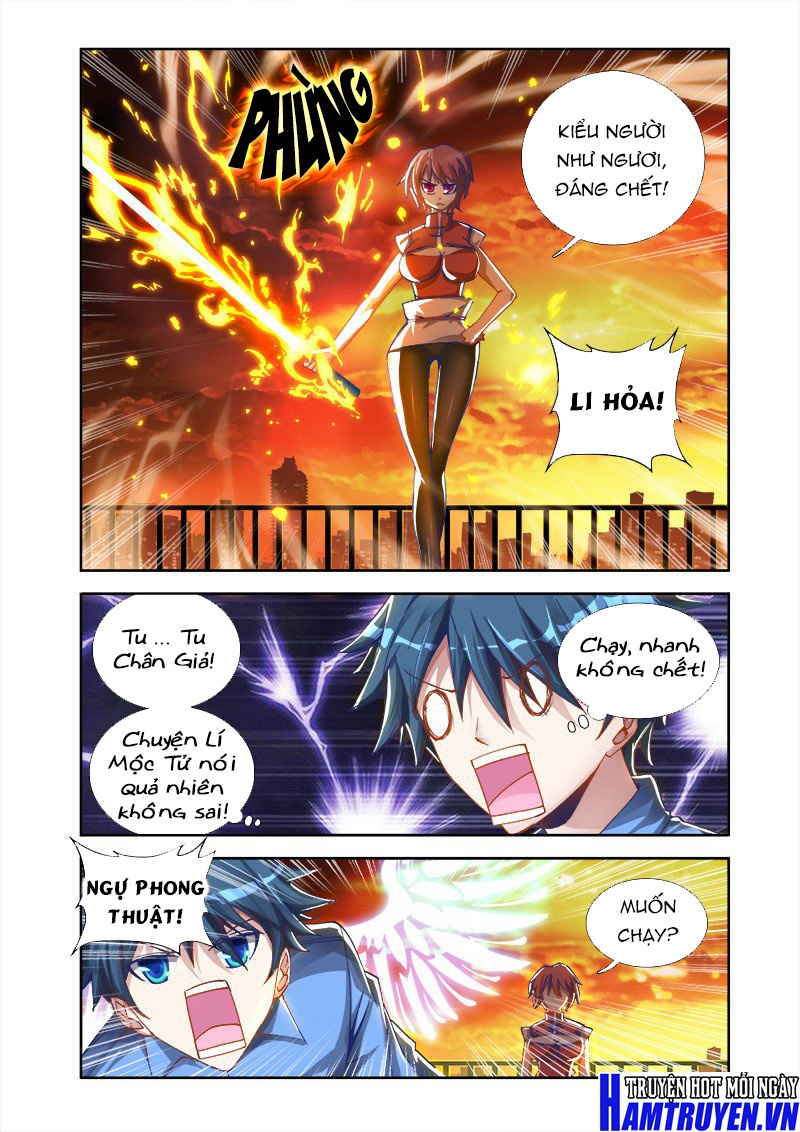 PHỪNG
KIỂU NGƯỜI
NHƯ NGƯƠI,
ĐÁNG CHẾT!
LI HỎA!
Tu ... Tu
Chân Giả!
Chuyện Lí
Mộc Tử nói
quả nhiên
không sai!
Chạy, nhanh
không chết!
NGỰ PHONG
THUẬT!
MUỐN
CHẠY?
TRUYỆN HOT MỖI NGÀY
HAMTRUYEN.VN